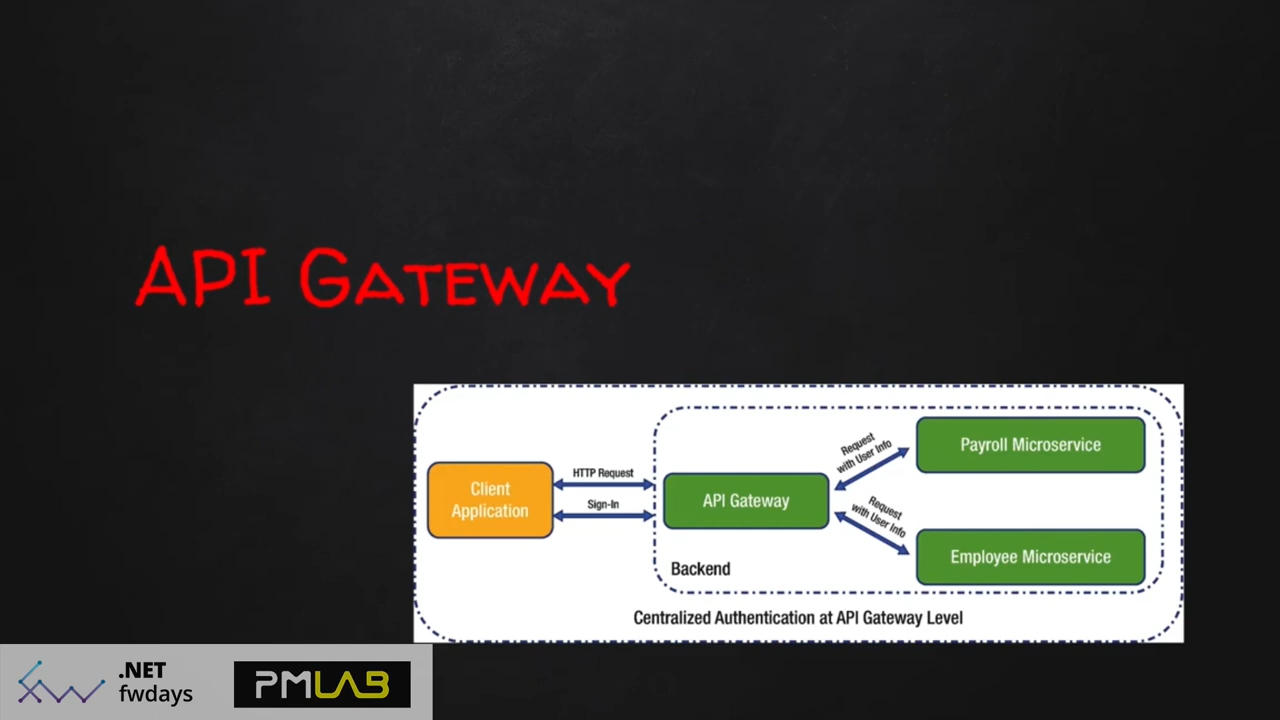 API GATEWAY
Client
Application
HTTP Request
Sign-In
API Gateway
Backend
Request
with User Info
Request
with User Info
Payroll Microservice
Employee Microservice
Centralized Authentication at API Gateway Level
.NET
fwdays
PMLAB